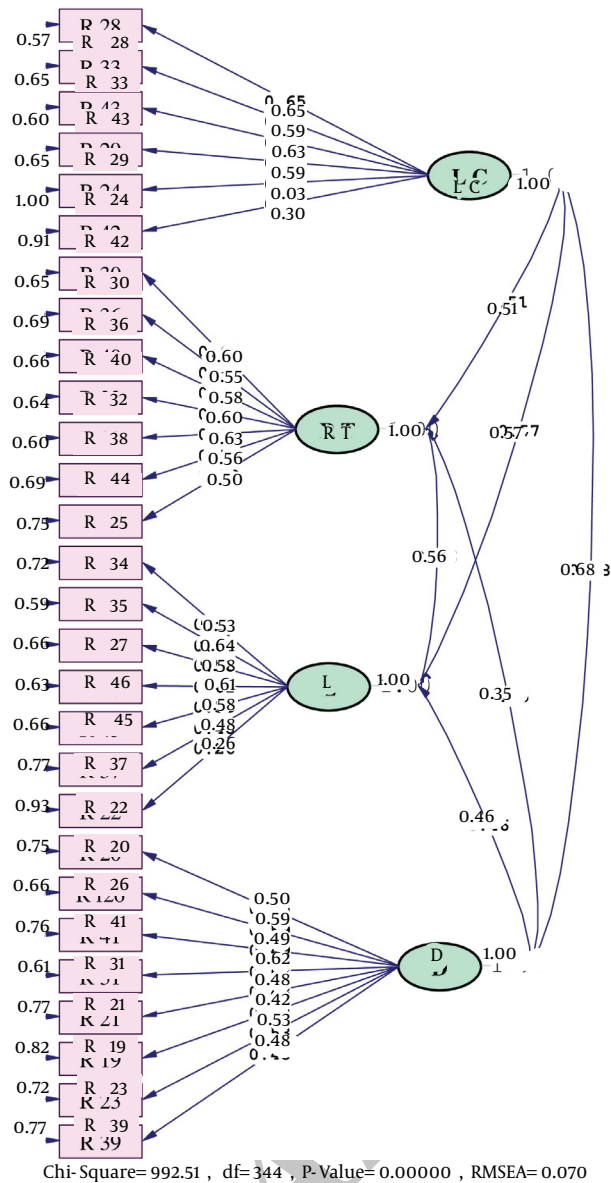 0.57 R 28
0.65 R 33
0.60 R 43
0.65 R 29
1.00 R 24
0.91 R 42
0.65 R 30
0.69 R 36
0.66 R 40
0.64 R 32
0.60 R 38
0.69 R 44
0.75 R 25
0.72 R 34
0.59 R 35
0.66 R 27
0.63 R 46
0.66 R 45
0.77 R 37
0.93 R 22
0.75 R 20
0.66 R 26
0.76 R 41
0.61 R 31
0.77 R 21
0.82 R 19
0.72 R 23
0.77 R 39
0.65
0.59
0.63
0.59
0.03
0.30
L C 1.00
0.60
0.55
0.58
0.60
0.63
0.56
0.50
R T 1.00
0.53
0.64
0.58
0.61
0.58
0.48
0.26
L 1.00
0.50
0.59
0.49
0.62
0.48
0.42
0.53
0.48
D 1.00
0.51
0.57
0.56
0.68
0.35
0.46
Chi-Square=992.51 , df=344 , P-Value=0.00000 , RMSEA=0.070